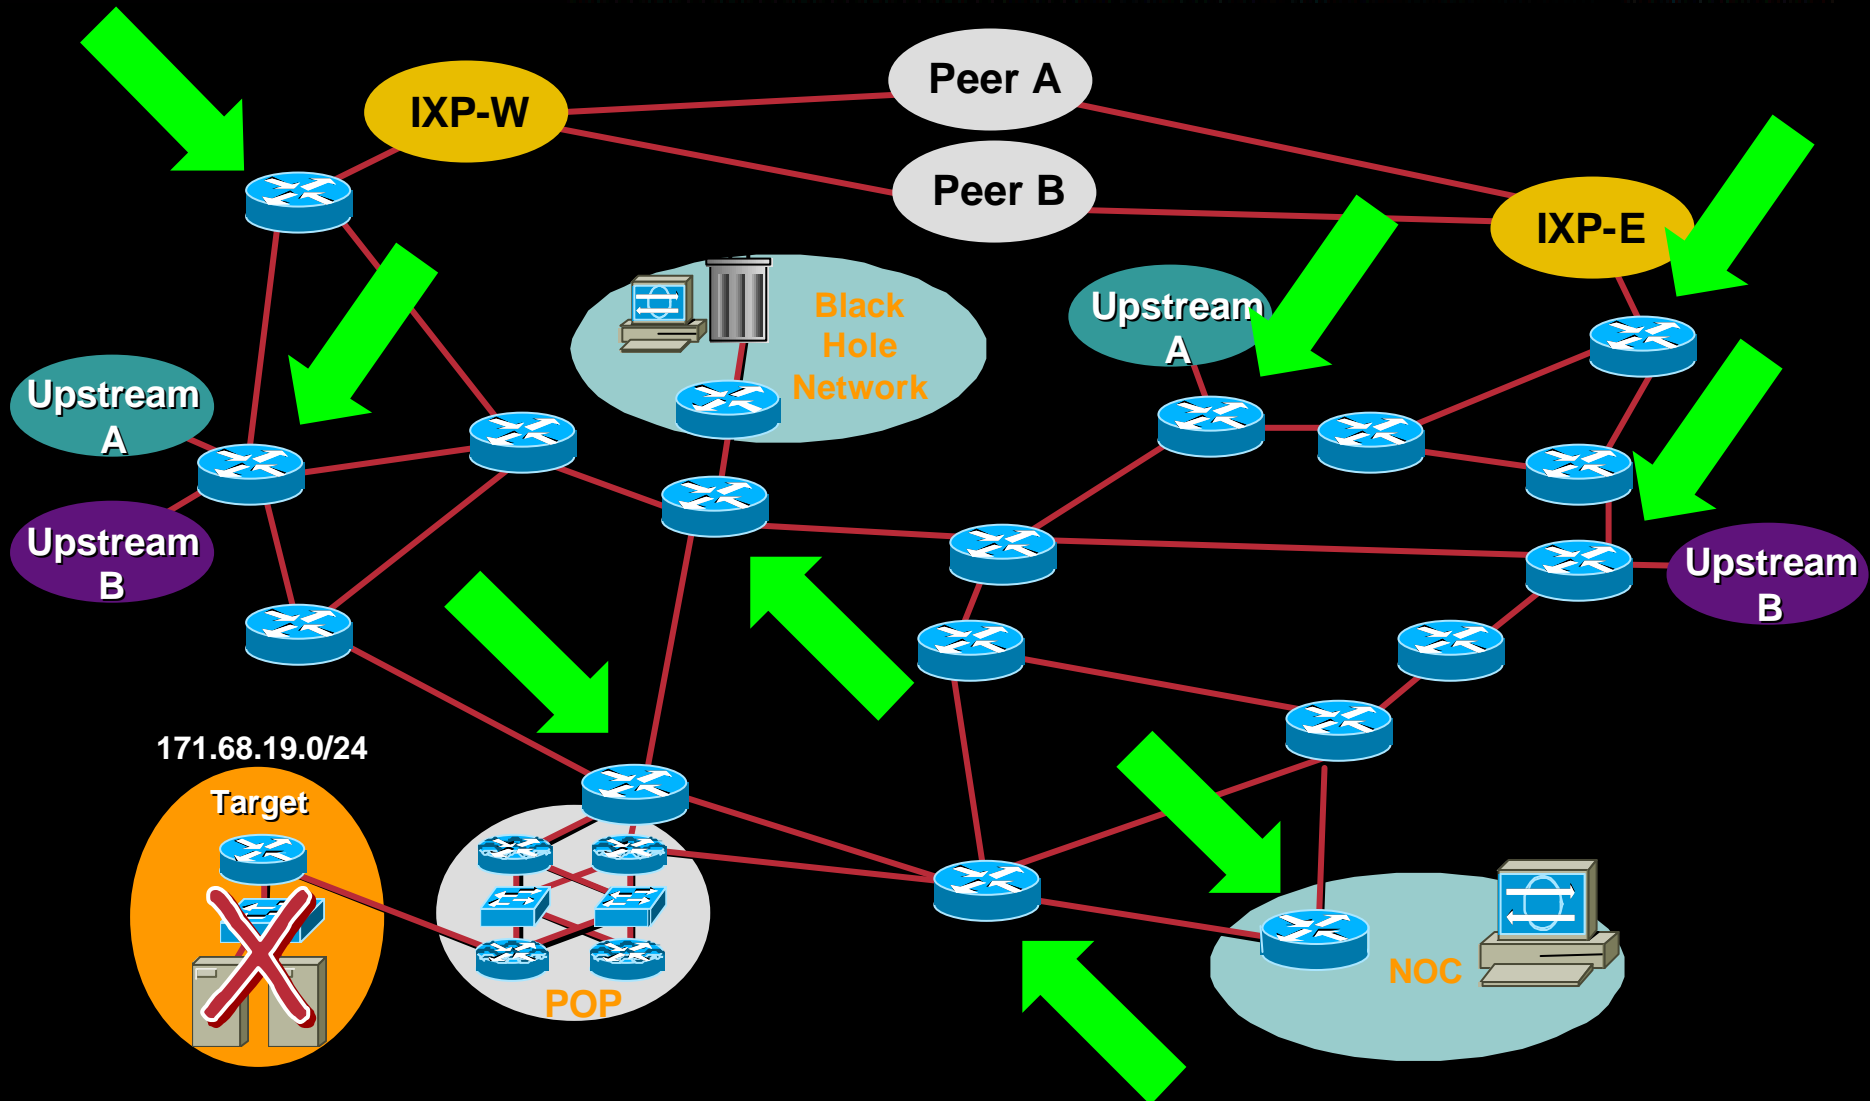 Peer A
IXP-W
Peer B
IXP-E
Black
Hole
Network
Upstream
A
Upstream
A
Upstream
B
Upstream
B
171.68.19.0/24
Target
NOC
POP